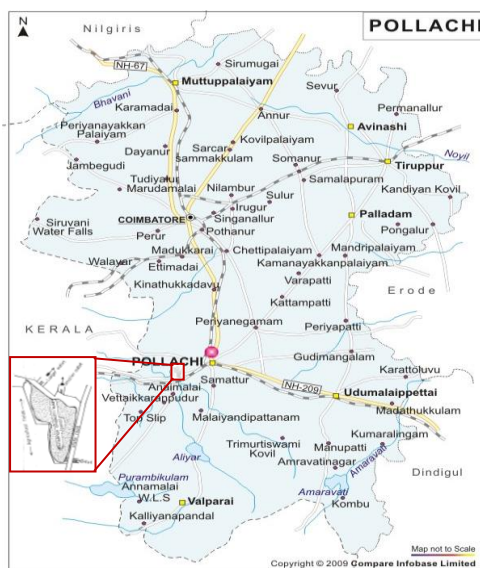 POLLACHI
N
Nilgiris
NH-67
Sirumugai
Muttuppalaiyam
Sevur
Bhavani
Karamadai
Annur
Permanallur
Periyanayakkan
Palaiyam
Avinashi
Dayanur
Kovilpalaiyam
Sarcar
sammakkulam
Noyil
Jambegudi
Somanur
Tiruppur
Tudiyalur
Marudamalai
Nilambur
Samalapuram
Irugur
Sulur
Kandiyan Kovil
COIMBATORE
Singanallur
Palladam
Siruvani
Water Falls
Perur
Pothanur
Pongalur
Madukkarai
Chettipalaiyam
Mandripalaiyam
Walayar
Ettimadai
Kamanayakkanpalaiyam
Kinathukkadavu
Varapatti
Erode
Kattampatti
KERALA
Periyanegamam
Periyapatti
POLLACHI
Gudimangalam
Karattoluvu
Anaimalai
Samattur
NH-209
Vettaikkaranpudur
Udumalaippettai
Top Slip
Malaiyandipattanam
Madathukkulam
Kumaralingam
Trimurtiswami
Kovil
Manupatti
Amaravati
Aliyar
Amravatinagar
Dindigul
Purambikulam
Annamalai
W.L.S
Amaravati
Valparai
Kombu
Kalliyanapandal
Map not to Scale
Copyright © 2009 Compare Infobase Limited